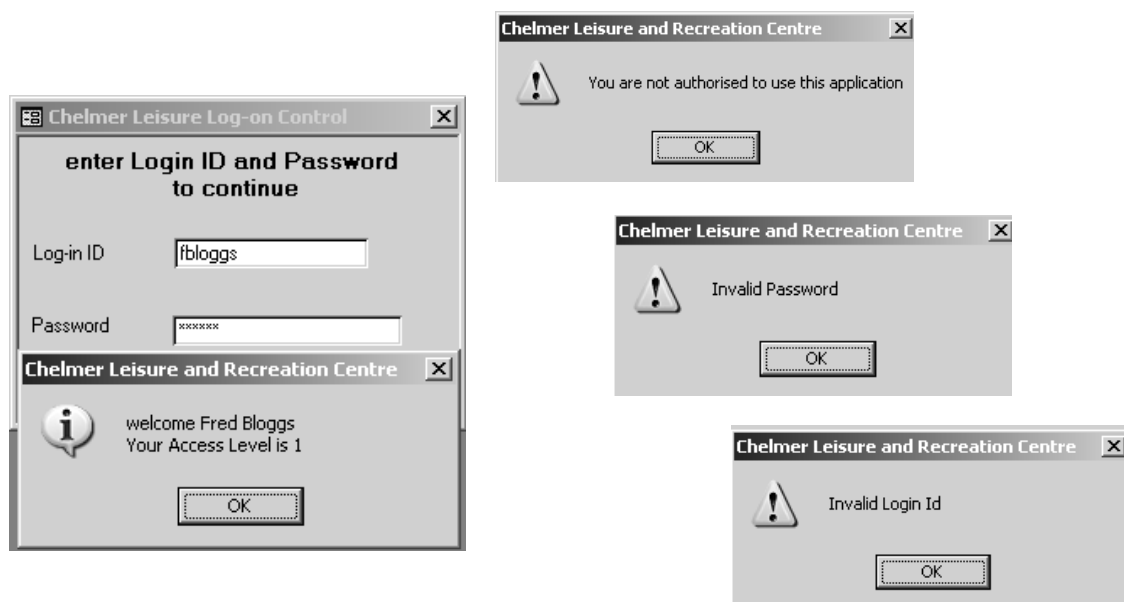 Chelmer Leisure Log-on Control
enter Login ID and Password
to continue
Log-in ID
fbloggs
Password
xxxxxx
Chelmer Leisure and Recreation Centre
welcome Fred Bloggs
Your Access Level is 1
OK
Chelmer Leisure and Recreation Centre
You are not authorised to use this application
OK
Chelmer Leisure and Recreation Centre
Invalid Password
OK
Chelmer Leisure and Recreation Centre
Invalid Login Id
OK